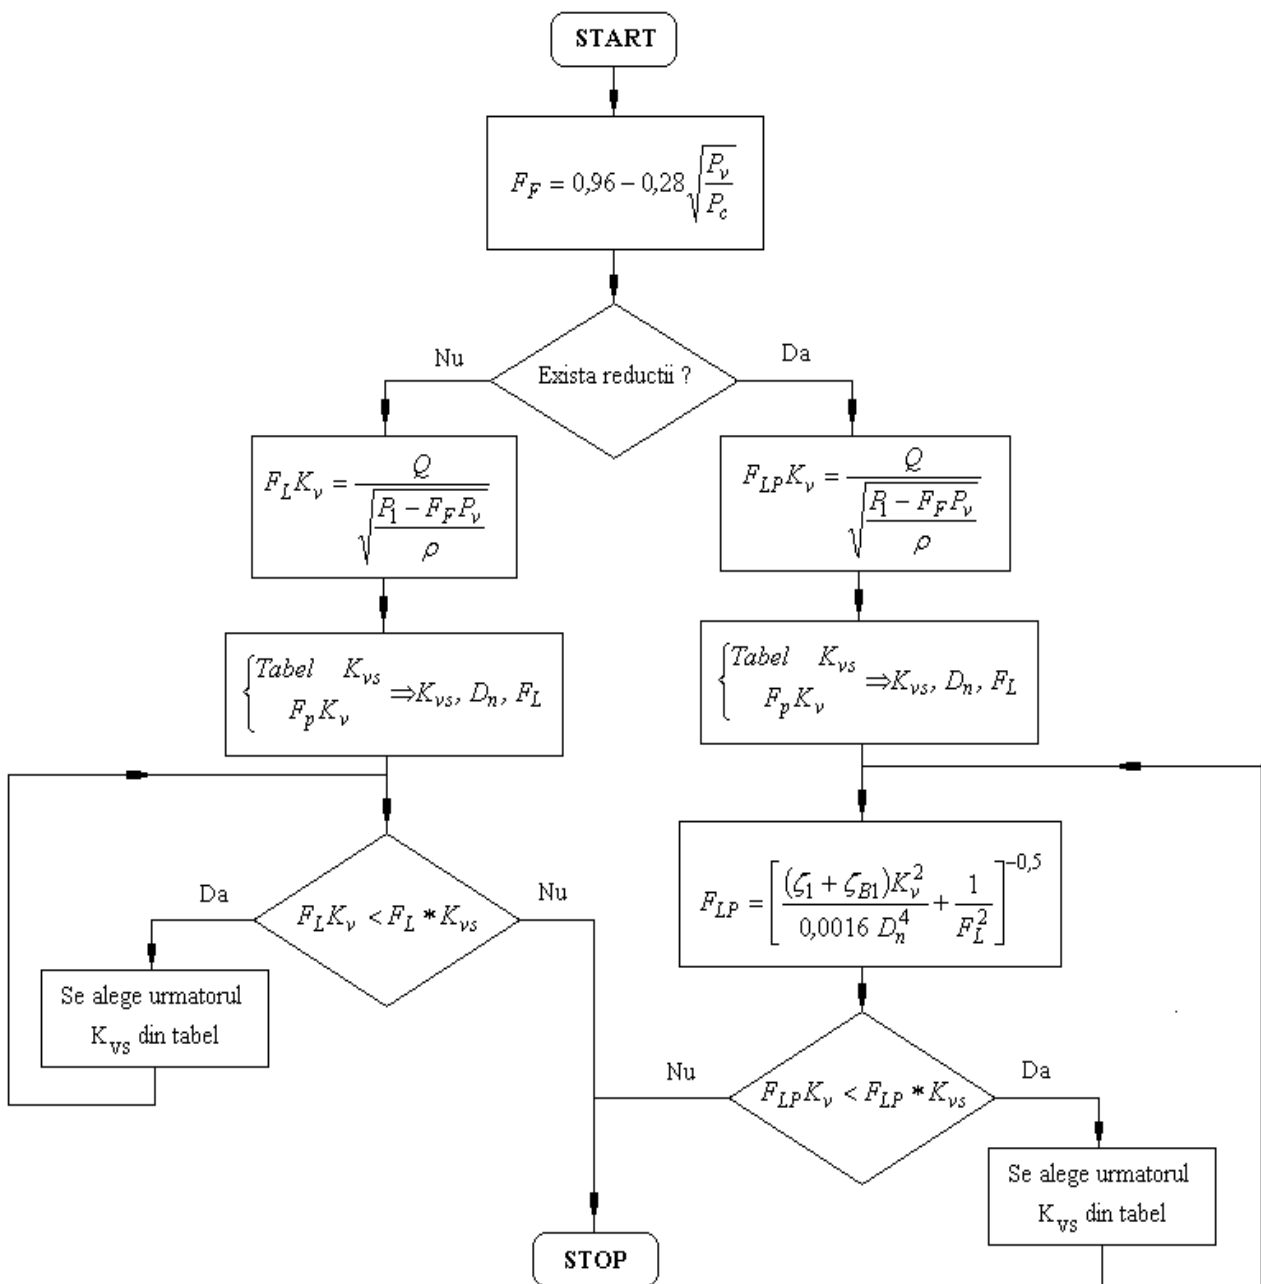 START
F_F = 0,96 − 0,28 √(P_v / P_c)
Nu
Da
Exista reductii ?
F_L K_v = Q / √((P_1 − F_F P_v) / ρ)
F_LP K_v = Q / √((P_1 − F_F P_v) / ρ)
{ Tabel K_vs
F_p K_v ⇒ K_vs, D_n, F_L
{ Tabel K_vs
F_p K_v ⇒ K_vs, D_n, F_L
Da
F_L K_v < F_L * K_vs
Nu
F_LP = [ (ζ_1 + ζ_B1) K_v^2 / (0,0016 D_n^4) + 1 / F_L^2 ]^−0,5
Se alege urmatorul
K_vs din tabel
Nu
F_LP K_v < F_LP * K_vs
Da
Se alege urmatorul
K_vs din tabel
STOP